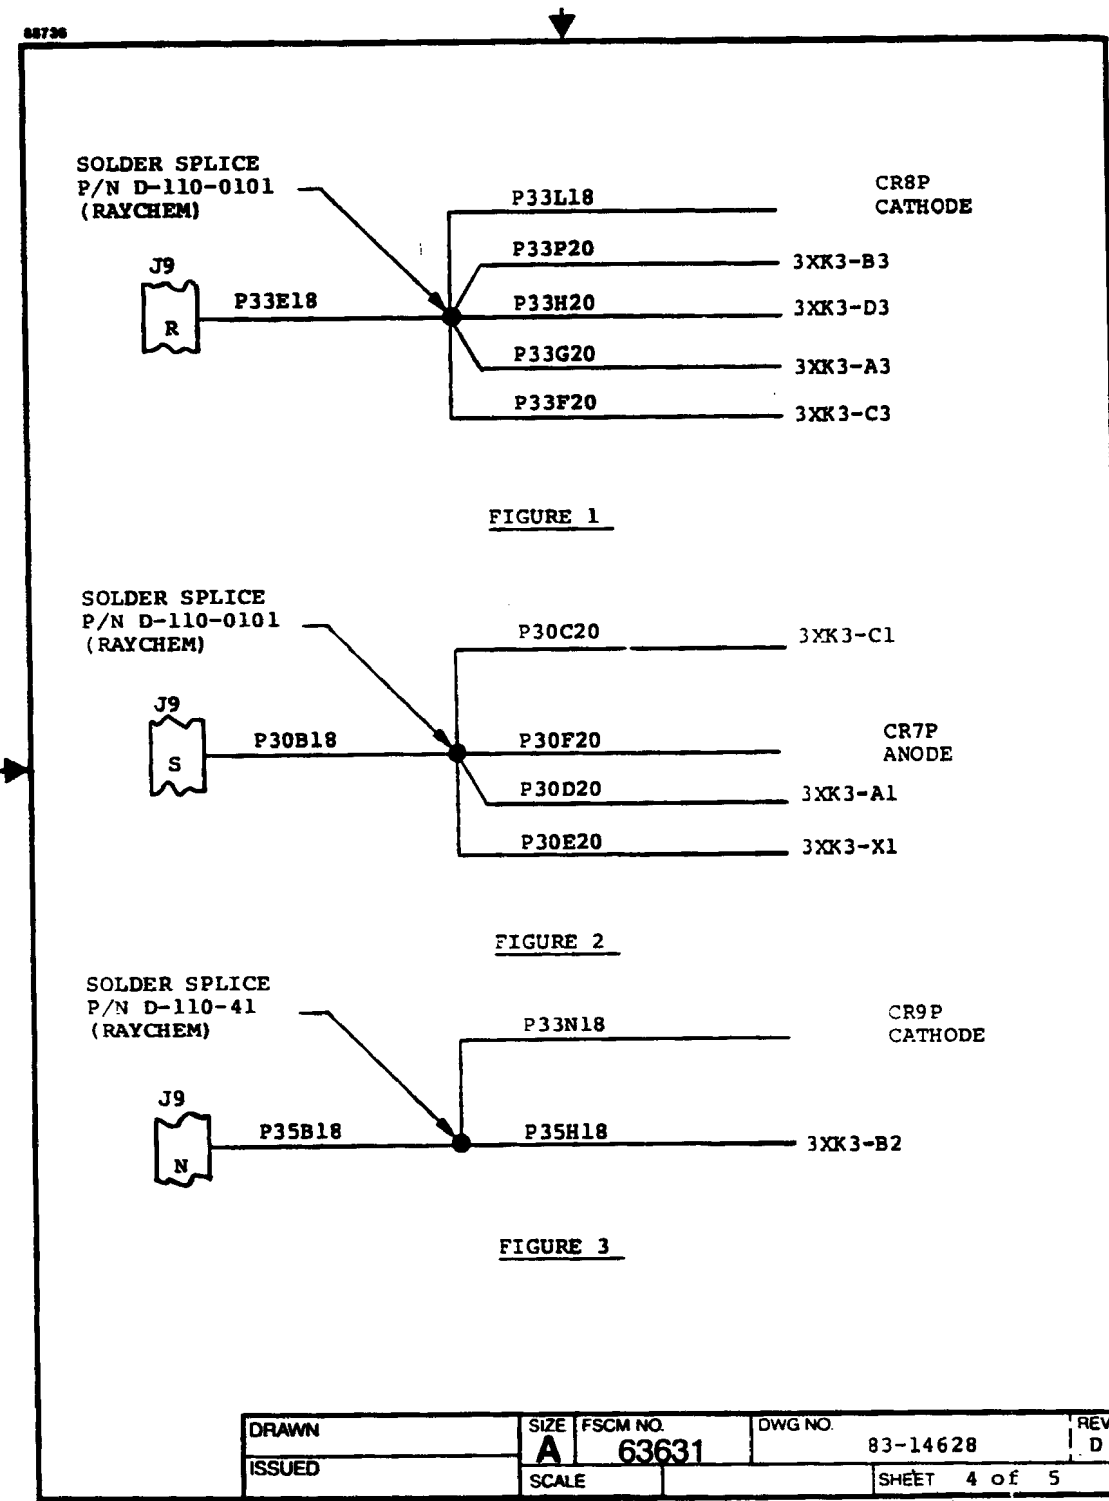 88736
SOLDER SPLICE
P/N D-110-0101
(RAYCHEM)
P33L18
CR8P
CATHODE
P33P20
3XK3-B3
J9
R
P33E18
P33H20
3XK3-D3
P33G20
3XK3-A3
P33F20
3XK3-C3
FIGURE 1
SOLDER SPLICE
P/N D-110-0101
(RAYCHEM)
P30C20
3XK3-C1
J9
S
P30B18
P30F20
CR7P
ANODE
P30D20
3XK3-A1
P30E20
3XK3-X1
FIGURE 2
SOLDER SPLICE
P/N D-110-41
(RAYCHEM)
P33N18
CR9P
CATHODE
J9
N
P35B18
P35H18
3XK3-B2
FIGURE 3
DRAWN
ISSUED
SIZE
A
FSCM NO.
63631
DWG NO.
83-14628
REV
D
SCALE
SHEET 4 of 5